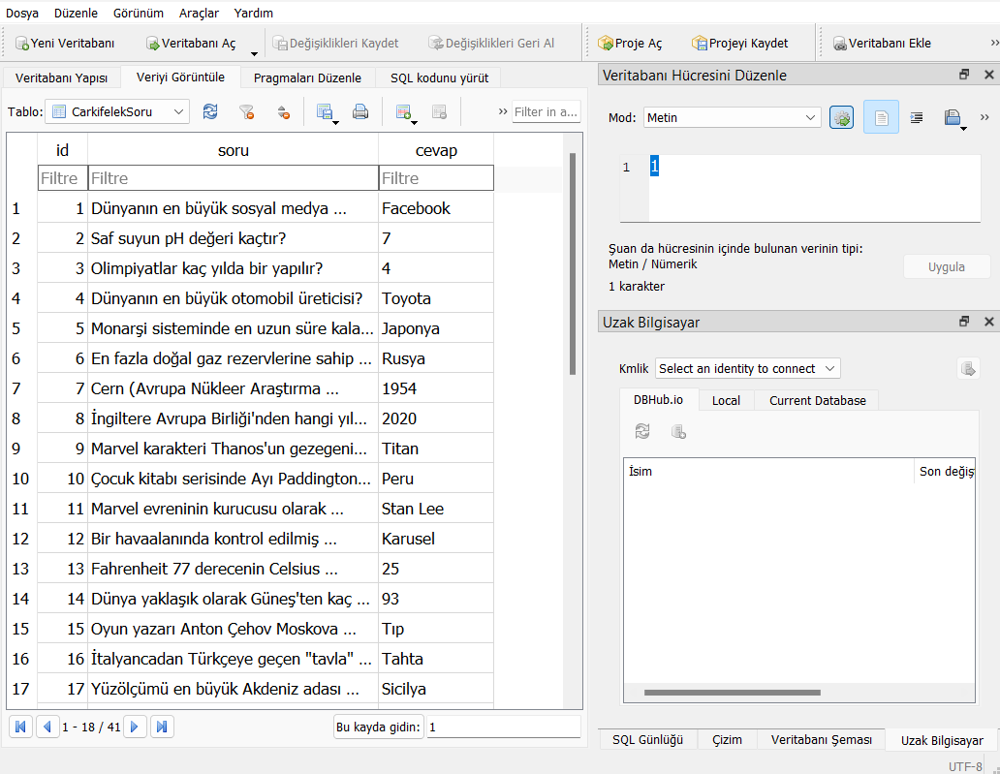 Dosya Düzenle Görünüm Araçlar Yardım
Yeni Veritabanı Veritabanı Aç Değişiklikleri Kaydet Değişiklikleri Geri Al Proje Aç Projeyi Kaydet Veritabanı Ekle »
Veritabanı Yapısı Veriyi Görüntüle Pragmaları Düzenle SQL kodunu yürüt
Tablo: CarkifelekSoru » Filter in a...
id soru cevap
Filtre Filtre Filtre
1 1 Dünyanın en büyük sosyal medya ... Facebook
2 2 Saf suyun pH değeri kaçtır? 7
3 3 Olimpiyatlar kaç yılda bir yapılır? 4
4 4 Dünyanın en büyük otomobil üreticisi? Toyota
5 5 Monarşi sisteminde en uzun süre kala... Japonya
6 6 En fazla doğal gaz rezervlerine sahip ... Rusya
7 7 Cern (Avrupa Nükleer Araştırma ... 1954
8 8 İngiltere Avrupa Birliği'nden hangi yıl... 2020
9 9 Marvel karakteri Thanos'un gezegeni... Titan
10 10 Çocuk kitabı serisinde Ayı Paddington... Peru
11 11 Marvel evreninin kurucusu olarak ... Stan Lee
12 12 Bir havaalanında kontrol edilmiş ... Karusel
13 13 Fahrenheit 77 derecenin Celsius ... 25
14 14 Dünya yaklaşık olarak Güneş'ten kaç ... 93
15 15 Oyun yazarı Anton Çehov Moskova ... Tıp
16 16 İtalyancadan Türkçeye geçen "tavla" ... Tahta
17 17 Yüzölçümü en büyük Akdeniz adası ... Sicilya
1 - 18 / 41 Bu kayda gidin: 1
Veritabanı Hücresini Düzenle
Mod: Metin »
1 1
Şuan da hücresinin içinde bulunan verinin tipi:
Metin / Nümerik
1 karakter
Uygula
Uzak Bilgisayar
Kmlik Select an identity to connect
DBHub.io Local Current Database
İsim Son değiş
SQL Günlüğü Çizim Veritabanı Şeması Uzak Bilgisayar
UTF-8